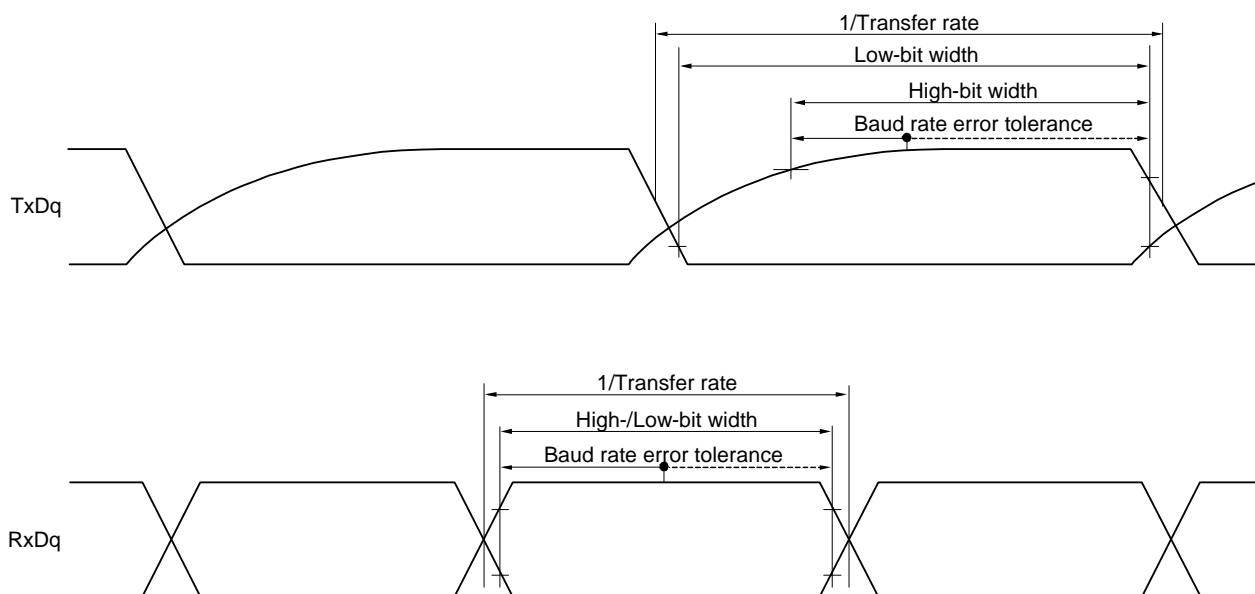 1/Transfer rate
Low-bit width
High-bit width
Baud rate error tolerance
TxDq
1/Transfer rate
High-/Low-bit width
Baud rate error tolerance
RxDq